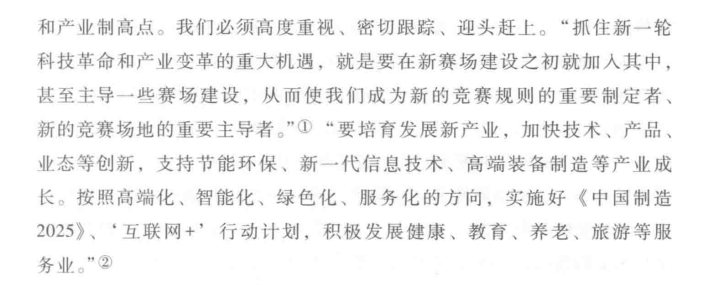 和产业制高点。我们必须高度重视、密切跟踪、迎头赶上。“抓住新一轮
科技革命和产业变革的重大机遇，就是要在新赛场建设之初就加入其中，
甚至主导一些赛场建设，从而使我们成为新的竞赛规则的重要制定者、
新的竞赛场地的重要主导者。”① “要培育发展新产业，加快技术、产品、
业态等创新，支持节能环保、新一代信息技术、高端装备制造等产业成
长。按照高端化、智能化、绿色化、服务化的方向，实施好《中国制造
2025》、‘互联网+’行动计划，积极发展健康、教育、养老、旅游等服
务业。”②